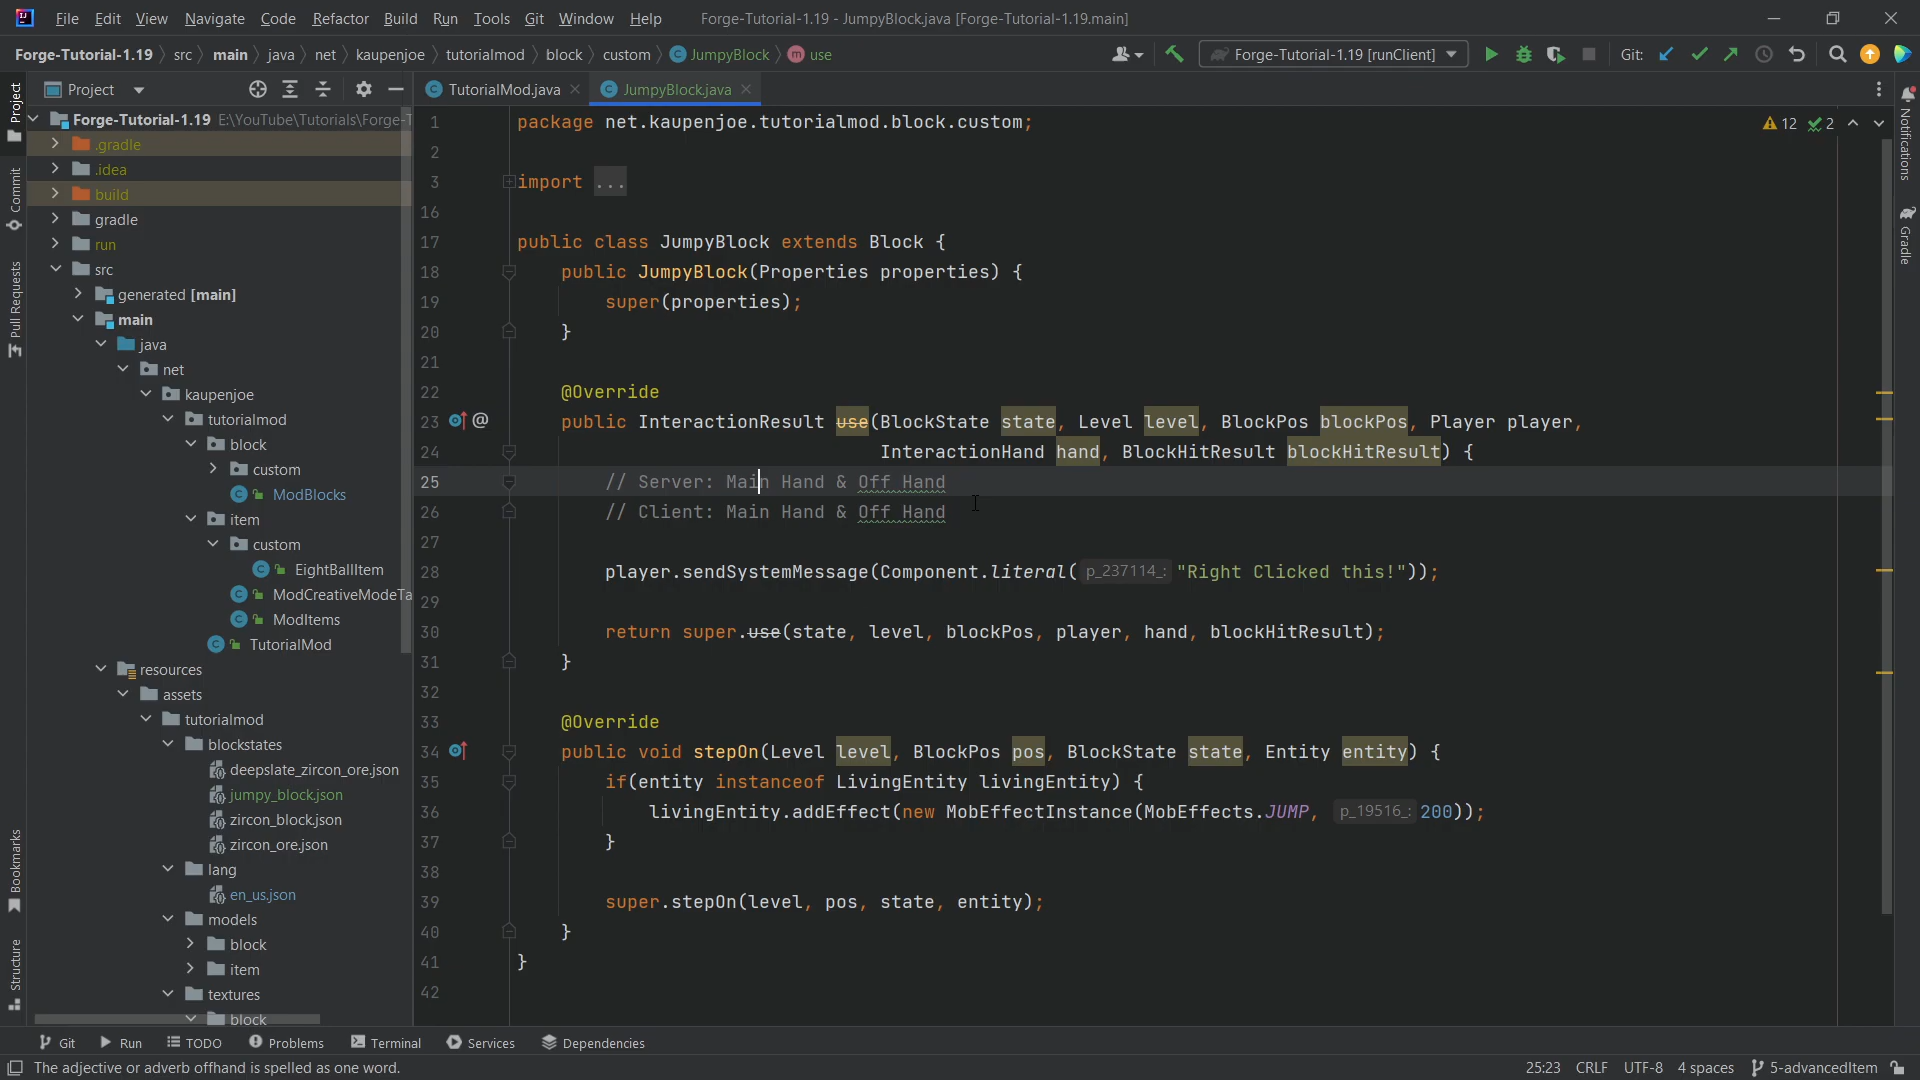 File Edit View Navigate Code Refactor Build Run Tools Git Window Help Forge-Tutorial-1.19 - JumpyBlock.java [Forge-Tutorial-1.19.main]
Forge-Tutorial-1.19 src main java net kaupenjoe tutorialmod block custom JumpyBlock use Forge-Tutorial-1.19 [runClient] Git:
Project
TutorialMod.java JumpyBlock.java
Forge-Tutorial-1.19 E:\YouTube\Tutorials\Forge-T
.gradle
.idea
build
gradle
run
src
generated [main]
main
java
net
kaupenjoe
tutorialmod
block
custom
ModBlocks
item
custom
EightBallItem
ModCreativeModeTa
ModItems
TutorialMod
resources
assets
tutorialmod
blockstates
deepslate_zircon_ore.json
jumpy_block.json
zircon_block.json
zircon_ore.json
lang
en_us.json
models
block
item
textures
block
Project
Commit
Pull Requests
Bookmarks
Structure
1 package net.kaupenjoe.tutorialmod.block.custom;
2
3 import ...
16
17 public class JumpyBlock extends Block {
18 public JumpyBlock(Properties properties) {
19 super(properties);
20 }
21
22 @Override
23 @ public InteractionResult use(BlockState state, Level level, BlockPos blockPos, Player player,
24 InteractionHand hand, BlockHitResult blockHitResult) {
25 // Server: Main Hand & Off Hand
26 // Client: Main Hand & Off Hand
27
28 player.sendSystemMessage(Component.literal( p_237114_: "Right Clicked this!"));
29
30 return super.use(state, level, blockPos, player, hand, blockHitResult);
31 }
32
33 @Override
34 public void stepOn(Level level, BlockPos pos, BlockState state, Entity entity) {
35 if(entity instanceof LivingEntity livingEntity) {
36 livingEntity.addEffect(new MobEffectInstance(MobEffects.JUMP, p_19516_: 200));
37 }
38
39 super.stepOn(level, pos, state, entity);
40 }
41 }
42
12 2
Notifications
Gradle
Git Run TODO Problems Terminal Services Dependencies
The adjective or adverb offhand is spelled as one word. 25:23 CRLF UTF-8 4 spaces 5-advancedItem